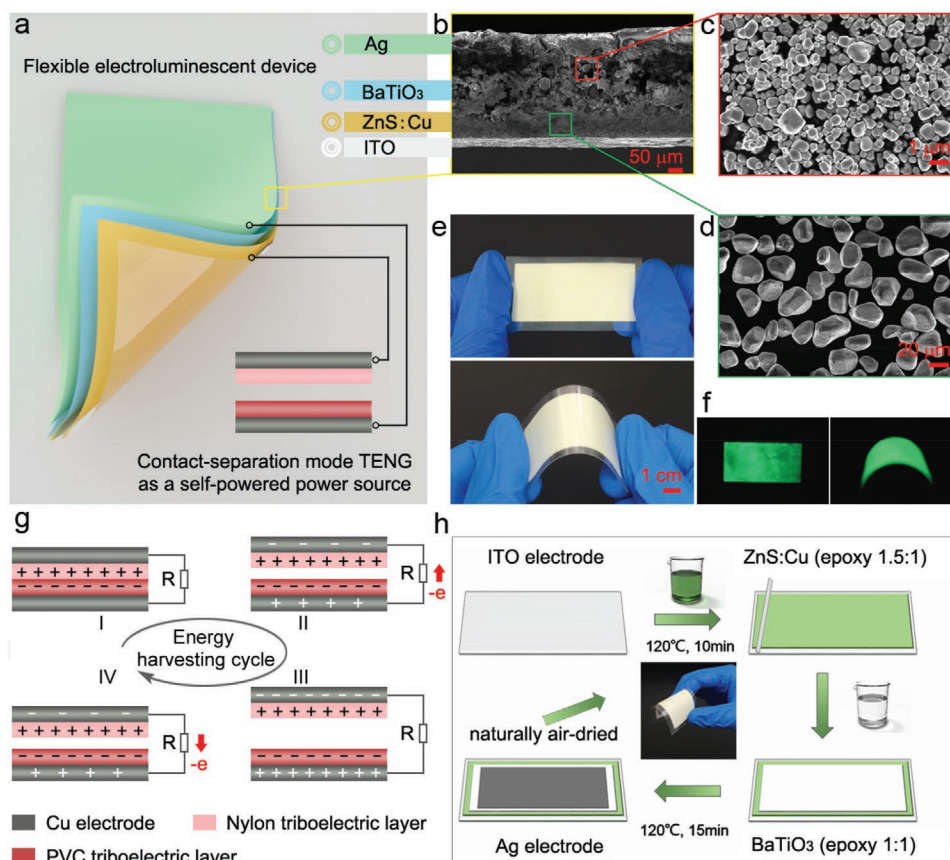 a
Flexible electroluminescent device
Ag
BaTiO₃
ZnS:Cu
ITO
Contact-separation mode TENG
as a self-powered power source
b
50 μm
c
1 μm
d
20 μm
e
1 cm
f
g
+ + + + + + + +
− − − − − − − −
R
I
− − − −
+ + + + + + + +
− − − − − − − −
+ + + +
R
-e
II
Energy
harvesting cycle
IV
III
− − − −
+ + + + + + + +
− − − − − − − −
+ + + +
R
-e
− − − − − − − −
+ + + + + + + +
− − − − − − − −
+ + + + + + + +
R
Cu electrode
Nylon triboelectric layer
PVC triboelectric layer
h
ITO electrode
ZnS:Cu (epoxy 1.5:1)
120℃, 10min
naturally air-dried
120℃, 15min
Ag electrode
BaTiO₃ (epoxy 1:1)